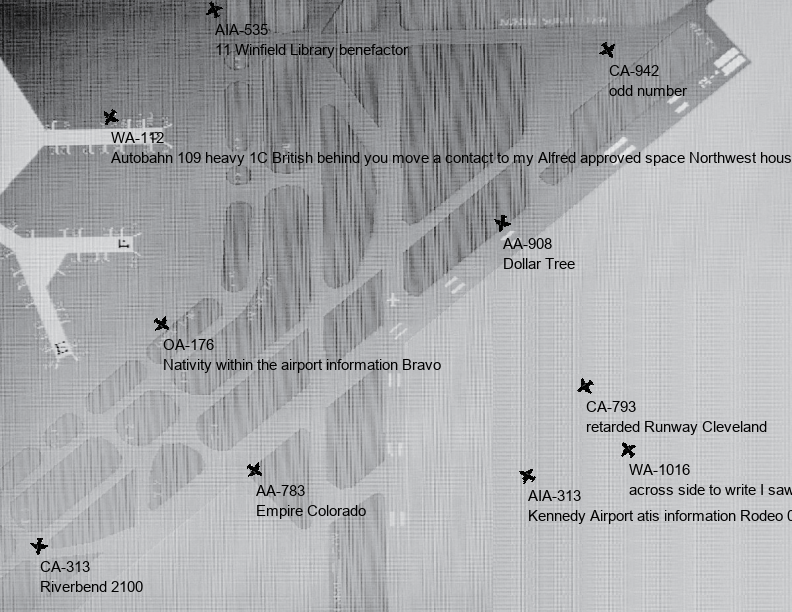 AIA-535
11 Winfield Library benefactor
CA-942
odd number
WA-112
Autobahn 109 heavy 1C British behind you move a contact to my Alfred approved space Northwest hous
AA-908
Dollar Tree
OA-176
Nativity within the airport information Bravo
CA-793
retarded Runway Cleveland
WA-1016
across side to write I saw
AA-783
Empire Colorado
AIA-313
Kennedy Airport atis information Rodeo 0
CA-313
Riverbend 2100